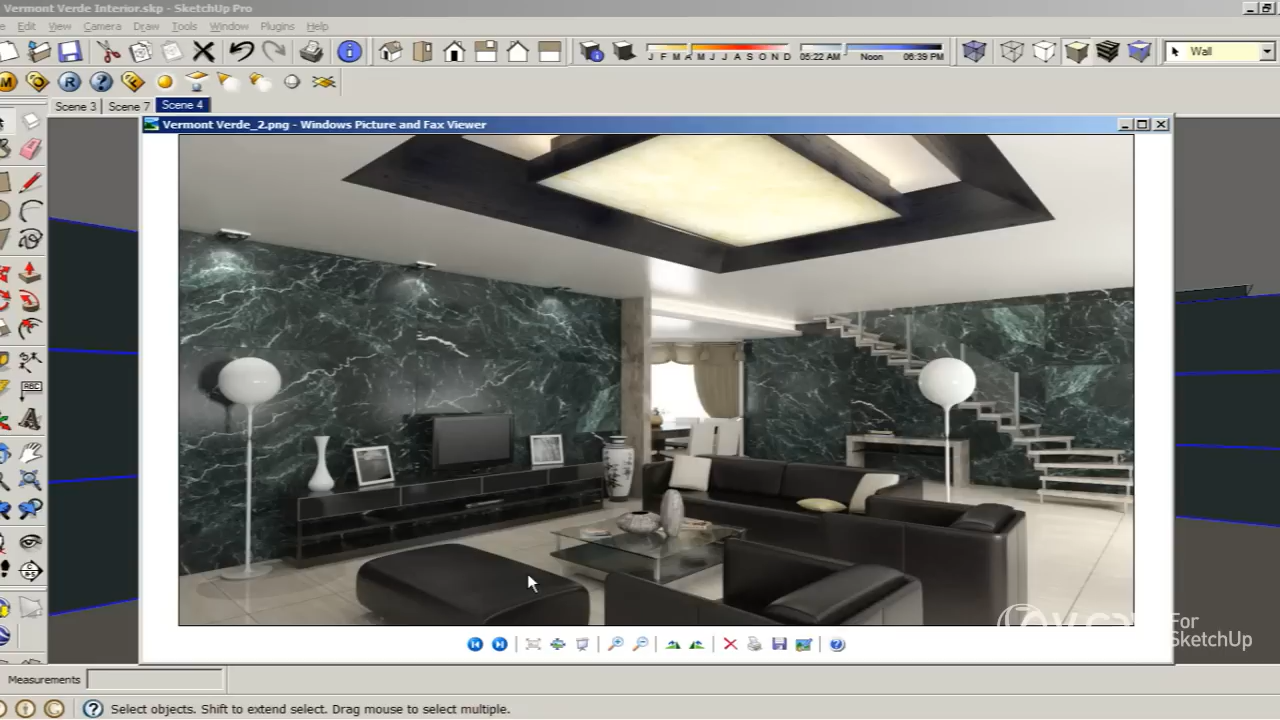 Vermont Verde Interior.skp - SketchUp Pro
Edit View Camera Draw Tools Window Plugins Help
J F M A M J J A S O N D
05:22 AM Noon 06:39 PM
Wall
Scene 3 Scene 7 Scene 4
Vermont Verde_2.png - Windows Picture and Fax Viewer
ABC
For
SketchUp
Measurements
Select objects. Shift to extend select. Drag mouse to select multiple.